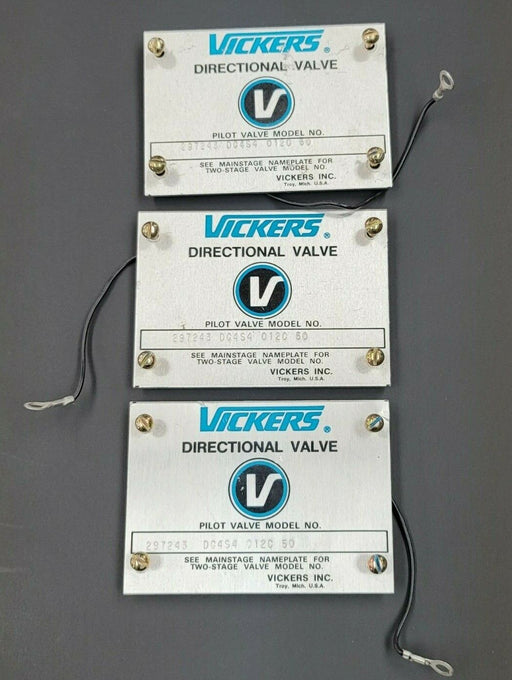 VICKERS®
DIRECTIONAL VALVE
V
PILOT VALVE MODEL NO.
297243 DG4S4 012C 50
SEE MAINSTAGE NAMEPLATE FOR
TWO-STAGE VALVE MODEL NO.
VICKERS INC.
Troy, Mich. U.S.A.
VICKERS®
DIRECTIONAL VALVE
V
PILOT VALVE MODEL NO.
297243 DG4S4 012C 50
SEE MAINSTAGE NAMEPLATE FOR
TWO-STAGE VALVE MODEL NO.
VICKERS INC.
Troy, Mich. U.S.A.
VICKERS®
DIRECTIONAL VALVE
V
PILOT VALVE MODEL NO.
297243 DG4S4 012C 50
SEE MAINSTAGE NAMEPLATE FOR
TWO-STAGE VALVE MODEL NO.
VICKERS INC.
Troy, Mich. U.S.A.